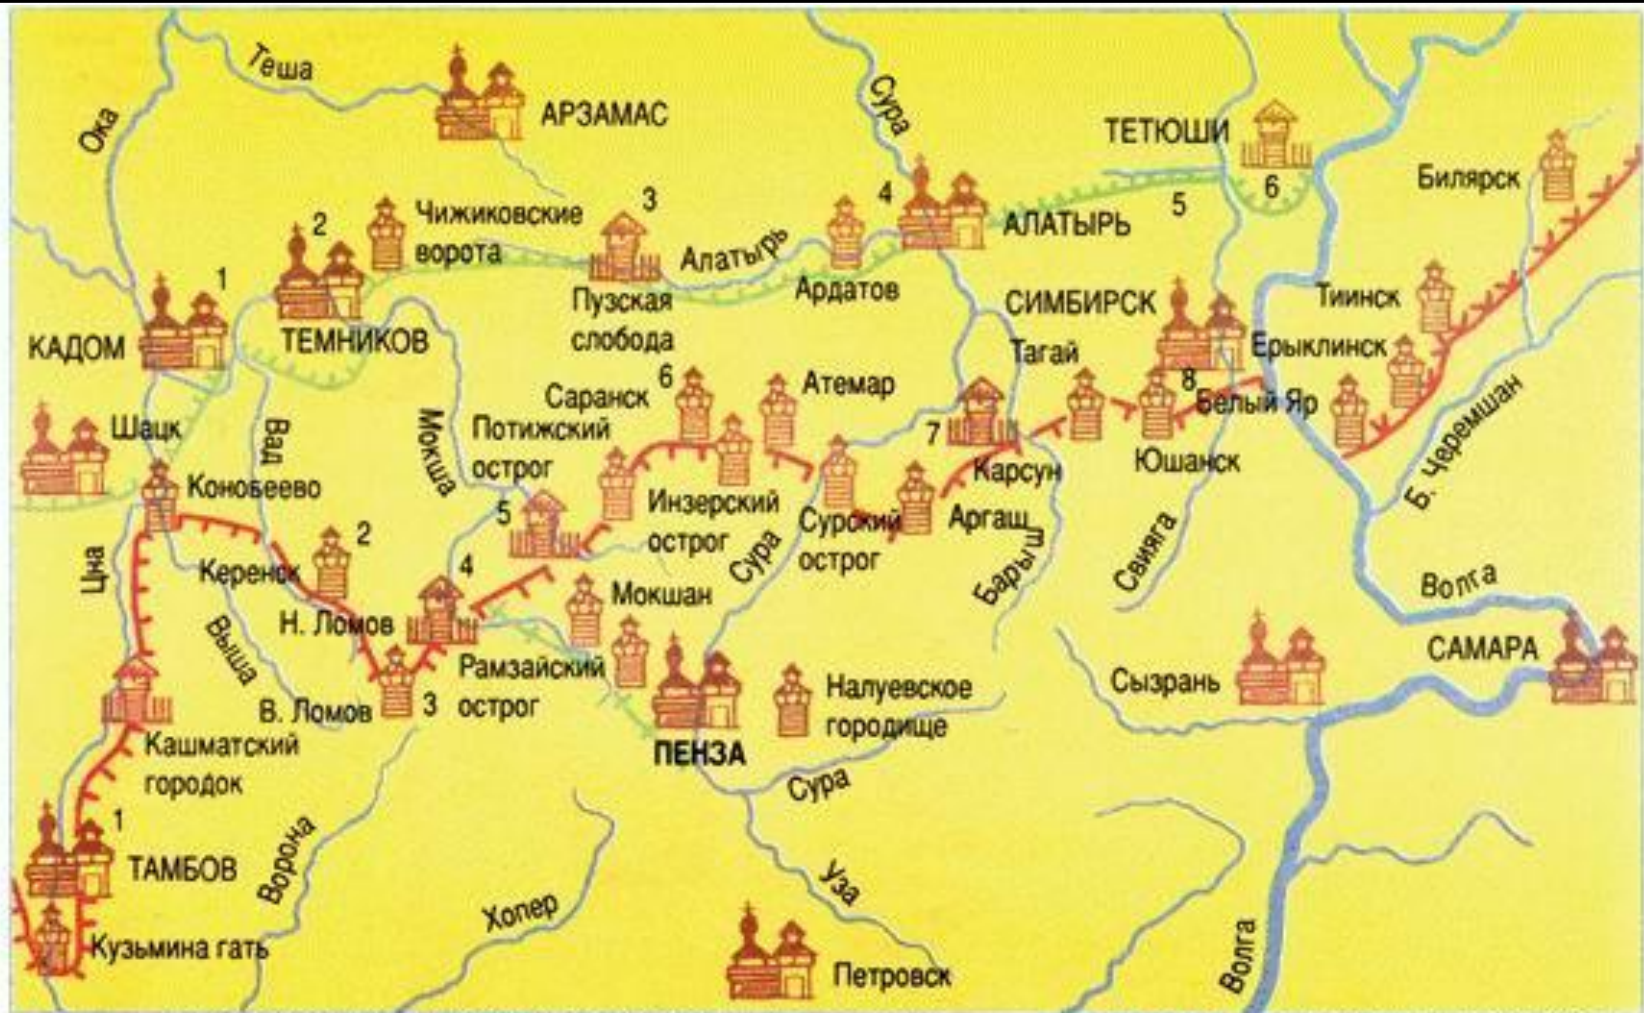 Теша
Ока
АРЗАМАС
Сура
ТЕТЮШИ
6
Билярск
Чижиковские
ворота
2
3
Алатырь
4
АЛАТЫРЬ
5
Ардатов
Пузская
слобода
1
КАДОМ
ТЕМНИКОВ
СИМБИРСК
Тиинск
Ерыклинск
Тагай
Саранск
6
Атемар
8
Белый Яр
Шацк
Вад
Мокша
Потижский
острог
7
Карсун
Юшанск
Б. Черемшан
Конобеево
5
Инзерский
острог
Сура
Сурский
острог
Аргаш
Барыш
Свияга
Цна
Керенск
2
4
Мокшан
Волга
Н. Ломов
Выша
Рамзайский
острог
В. Ломов
3
ПЕНЗА
Налуевское
городище
Сызрань
САМАРА
Кашматский
городок
Сура
1
ТАМБОВ
Ворона
Хопер
Уза
Кузьмина гать
Петровск
Волга